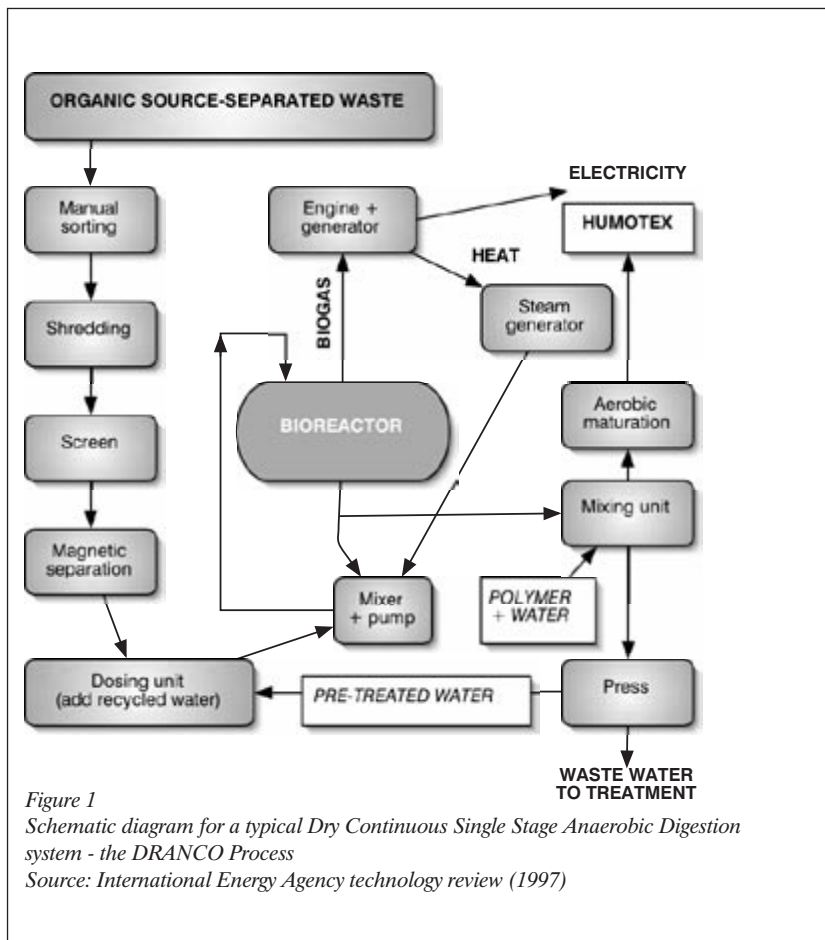 ORGANIC SOURCE-SEPARATED WASTE
Manual
sorting
Shredding
Screen
Magnetic
separation
Dosing unit
(add recycled water)
Engine +
generator
ELECTRICITY
HUMOTEX
HEAT
BIOGAS
Steam
generator
BIOREACTOR
Aerobic
maturation
Mixing unit
Mixer
+ pump
POLYMER
+ WATER
PRE-TREATED WATER
Press
WASTE WATER
TO TREATMENT
Figure 1
Schematic diagram for a typical Dry Continuous Single Stage Anaerobic Digestion
system - the DRANCO Process
Source: International Energy Agency technology review (1997)